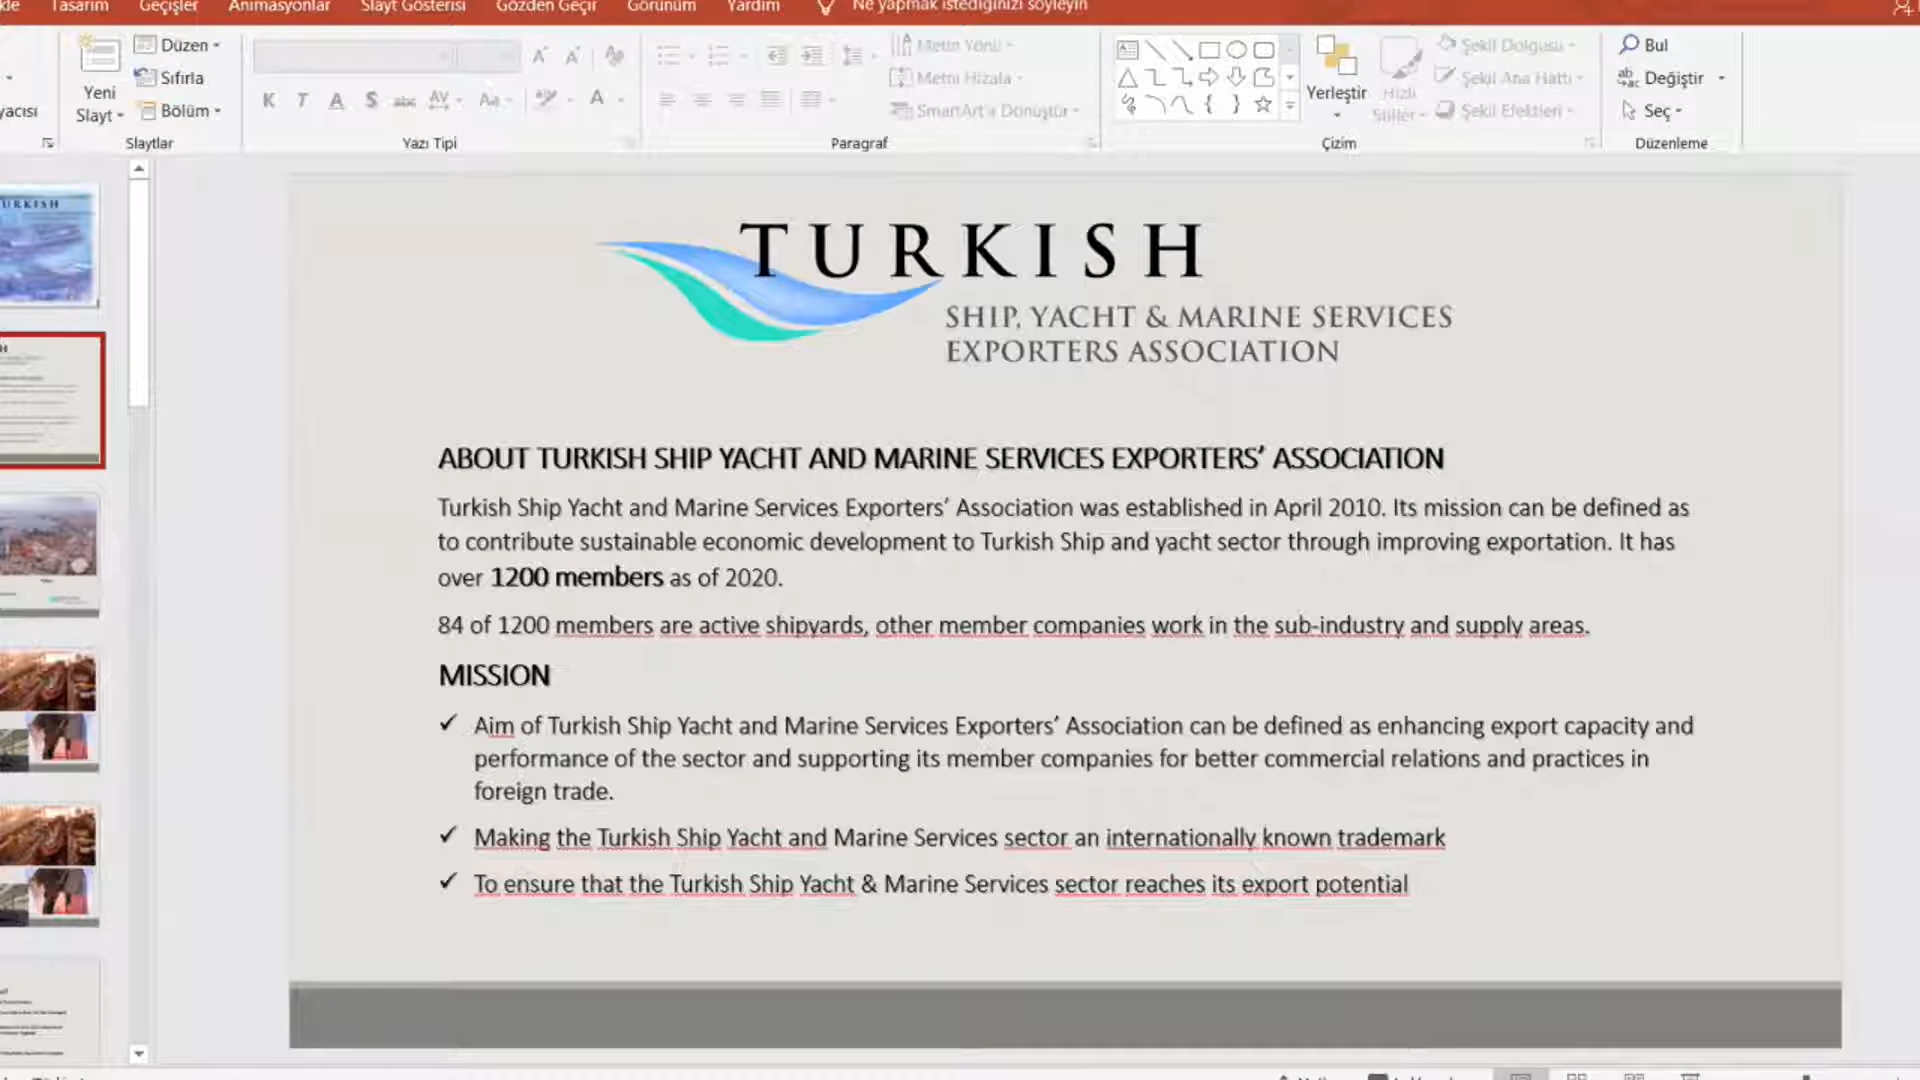 Tasarım Geçişler Animasyonlar Slayt Gösterisi Gözden Geçir Görünüm Yardım Ne yapmak istediğinizi söyleyin
Düzen
Sıfırla
Bölüm
Yeni
Slayt
Slaytlar
K T A S abc AV Aa A
Yazı Tipi
Metin Yönü
Metni Hizala
SmartArt'a Dönüştür
Paragraf
Yerleştir
Hızlı
Stiller
Şekil Dolgusu
Şekil Ana Hattı
Şekil Efektleri
Çizim
Bul
Değiştir
Seç
Düzenleme
TURKISH
SHIP, YACHT & MARINE SERVICES
EXPORTERS ASSOCIATION
ABOUT TURKISH SHIP YACHT AND MARINE SERVICES EXPORTERS’ ASSOCIATION
Turkish Ship Yacht and Marine Services Exporters’ Association was established in April 2010. Its mission can be defined as
to contribute sustainable economic development to Turkish Ship and yacht sector through improving exportation. It has
over 1200 members as of 2020.
84 of 1200 members are active shipyards, other member companies work in the sub-industry and supply areas.
MISSION
✓ Aim of Turkish Ship Yacht and Marine Services Exporters’ Association can be defined as enhancing export capacity and
performance of the sector and supporting its member companies for better commercial relations and practices in
foreign trade.
✓ Making the Turkish Ship Yacht and Marine Services sector an internationally known trademark
✓ To ensure that the Turkish Ship Yacht & Marine Services sector reaches its export potential